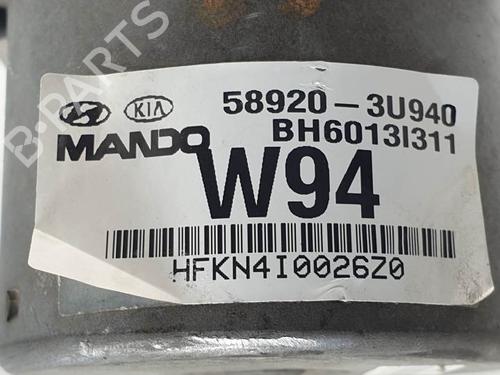 KIA 58920-3U940
MANDO BH6013I311
W94
HFKN4I0026Z0
B-PARTS